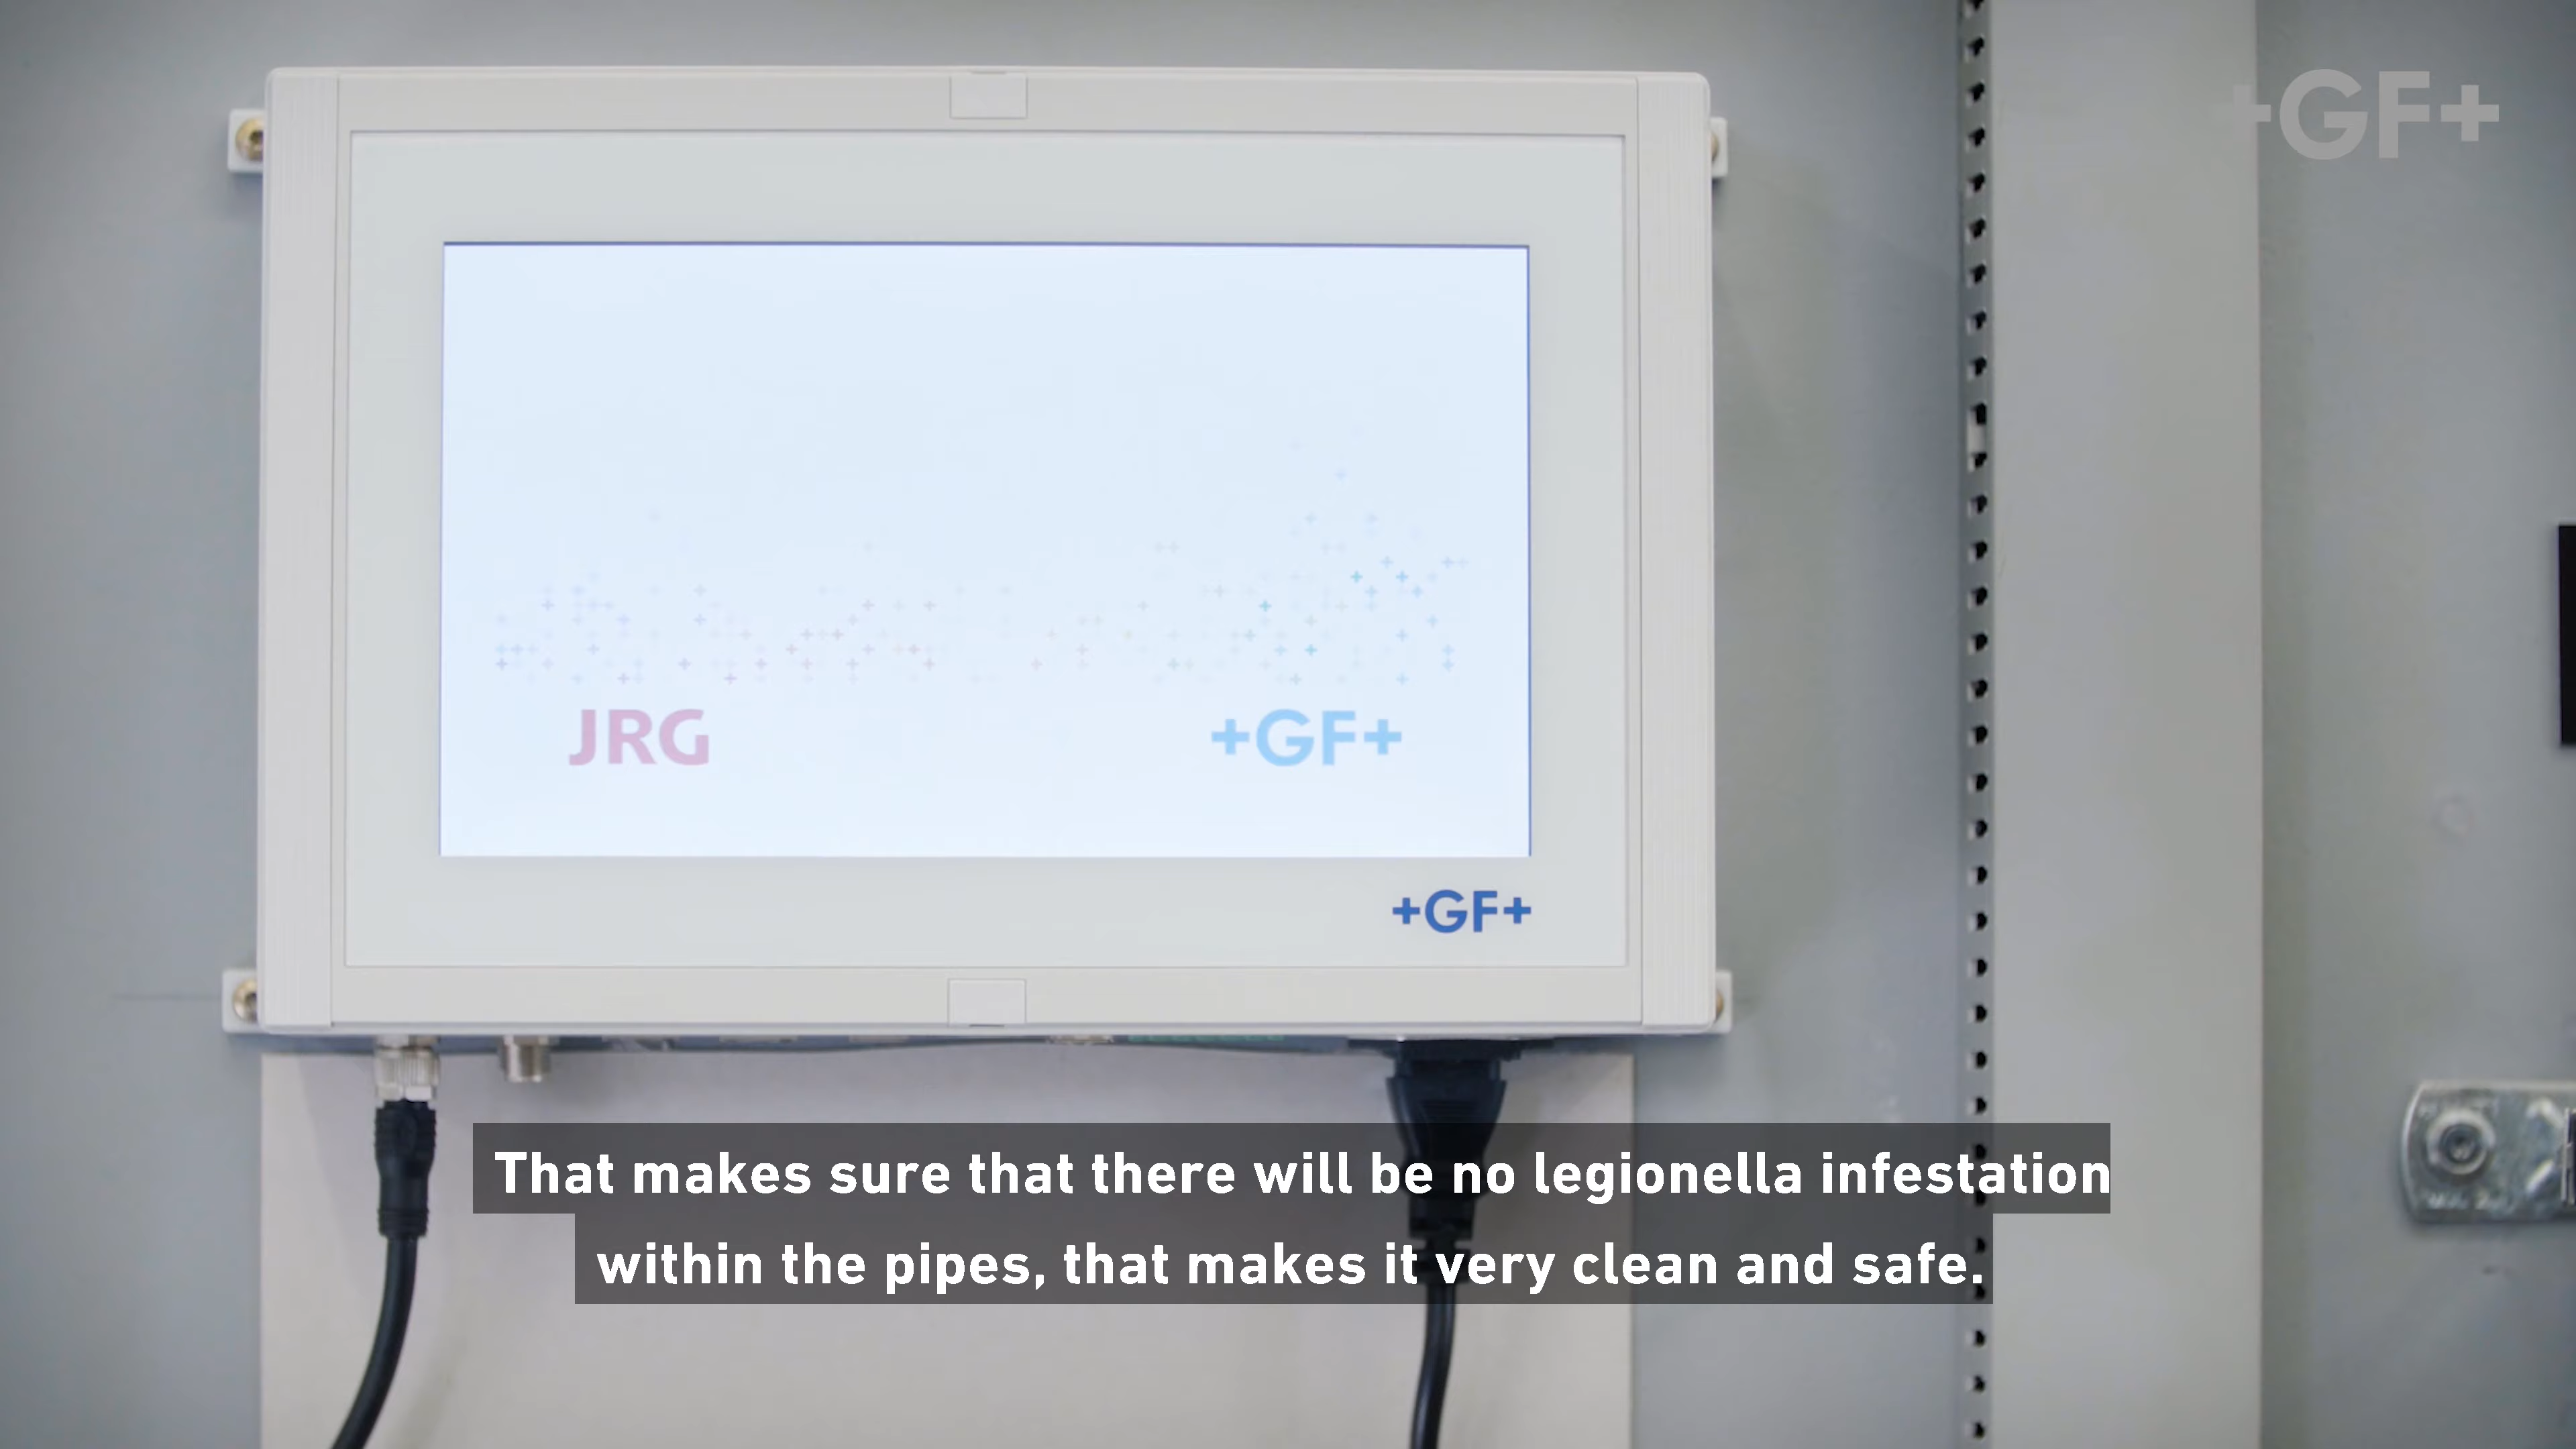 +GF+
JRG
+GF+
+GF+
That makes sure that there will be no legionella infestation
within the pipes, that makes it very clean and safe.